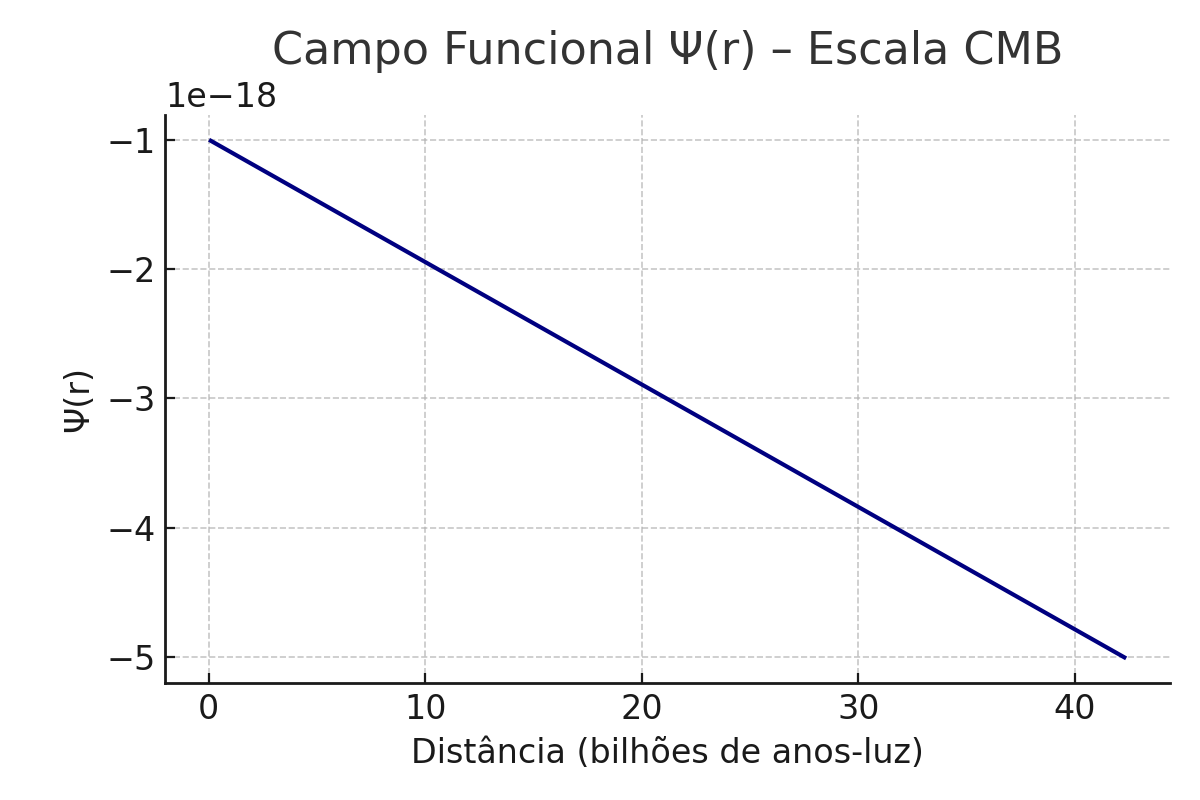 Campo Funcional Ψ(r) – Escala CMB
1e−18
−1
−2
−3
−4
−5
Ψ(r)
0 10 20 30 40
Distância (bilhões de anos-luz)